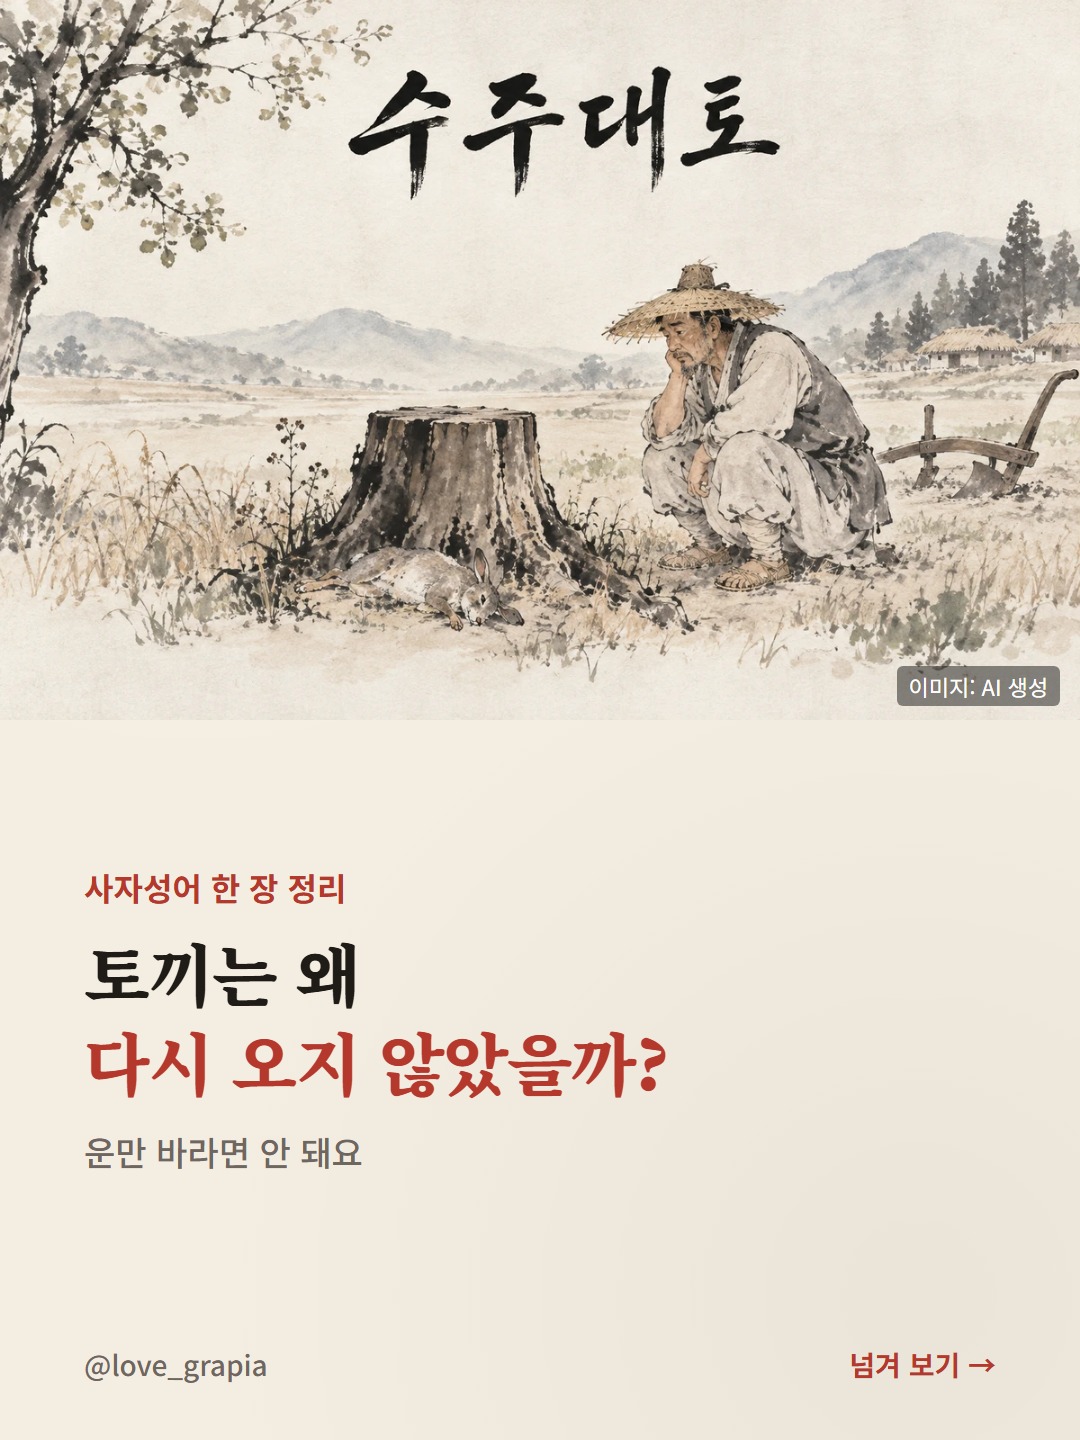 수주대토
이미지: AI 생성
사자성어 한 장 정리
토끼는 왜
다시 오지 않았을까?
운만 바라면 안 돼요
@love_grapia
넘겨 보기 →